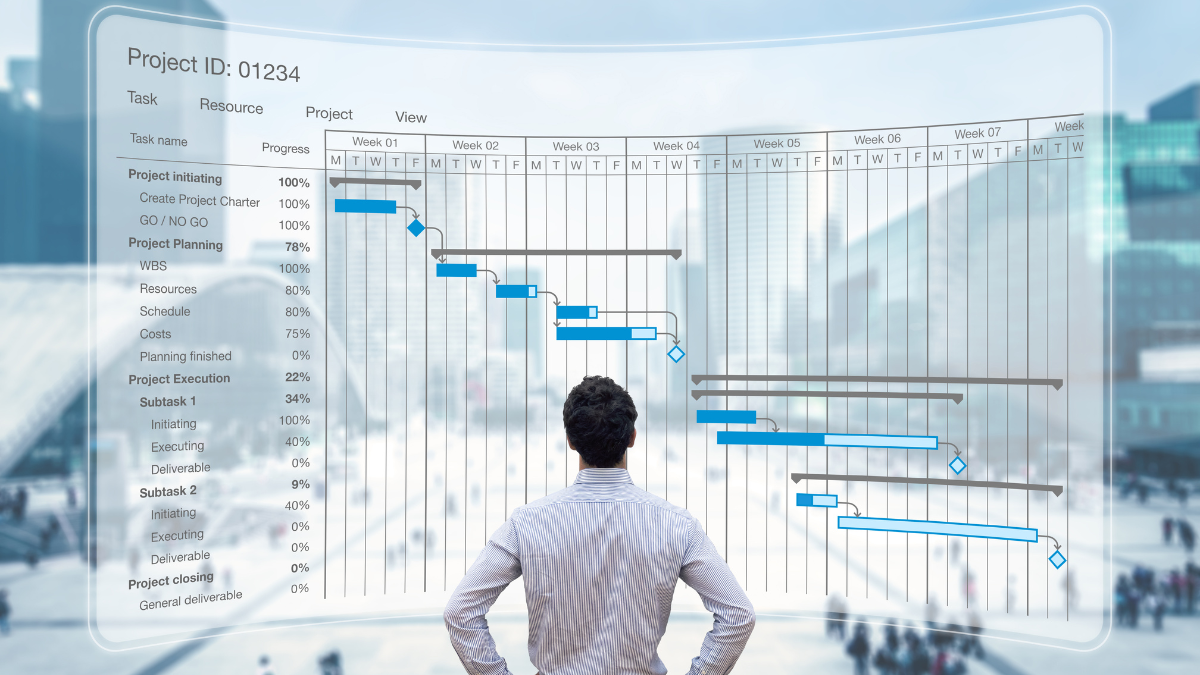 Project ID: 01234
Task Resource Project View
Task name Progress Week 01 Week 02 Week 03 Week 04 Week 05 Week 06 Week 07 Week
M T W T F M T W T F M T W T F M T W T F M T W T F M T W T F M T W T F M T W
Project initiating 100%
Create Project Charter 100%
GO / NO GO 100%
Project Planning 78%
WBS 100%
Resources 80%
Schedule 80%
Costs 75%
Planning finished 0%
Project Execution 22%
Subtask 1 34%
Initiating 100%
Executing 40%
Deliverable 0%
Subtask 2 9%
Initiating 40%
Executing 0%
Deliverable 0%
Project closing 0%
General deliverable 0%